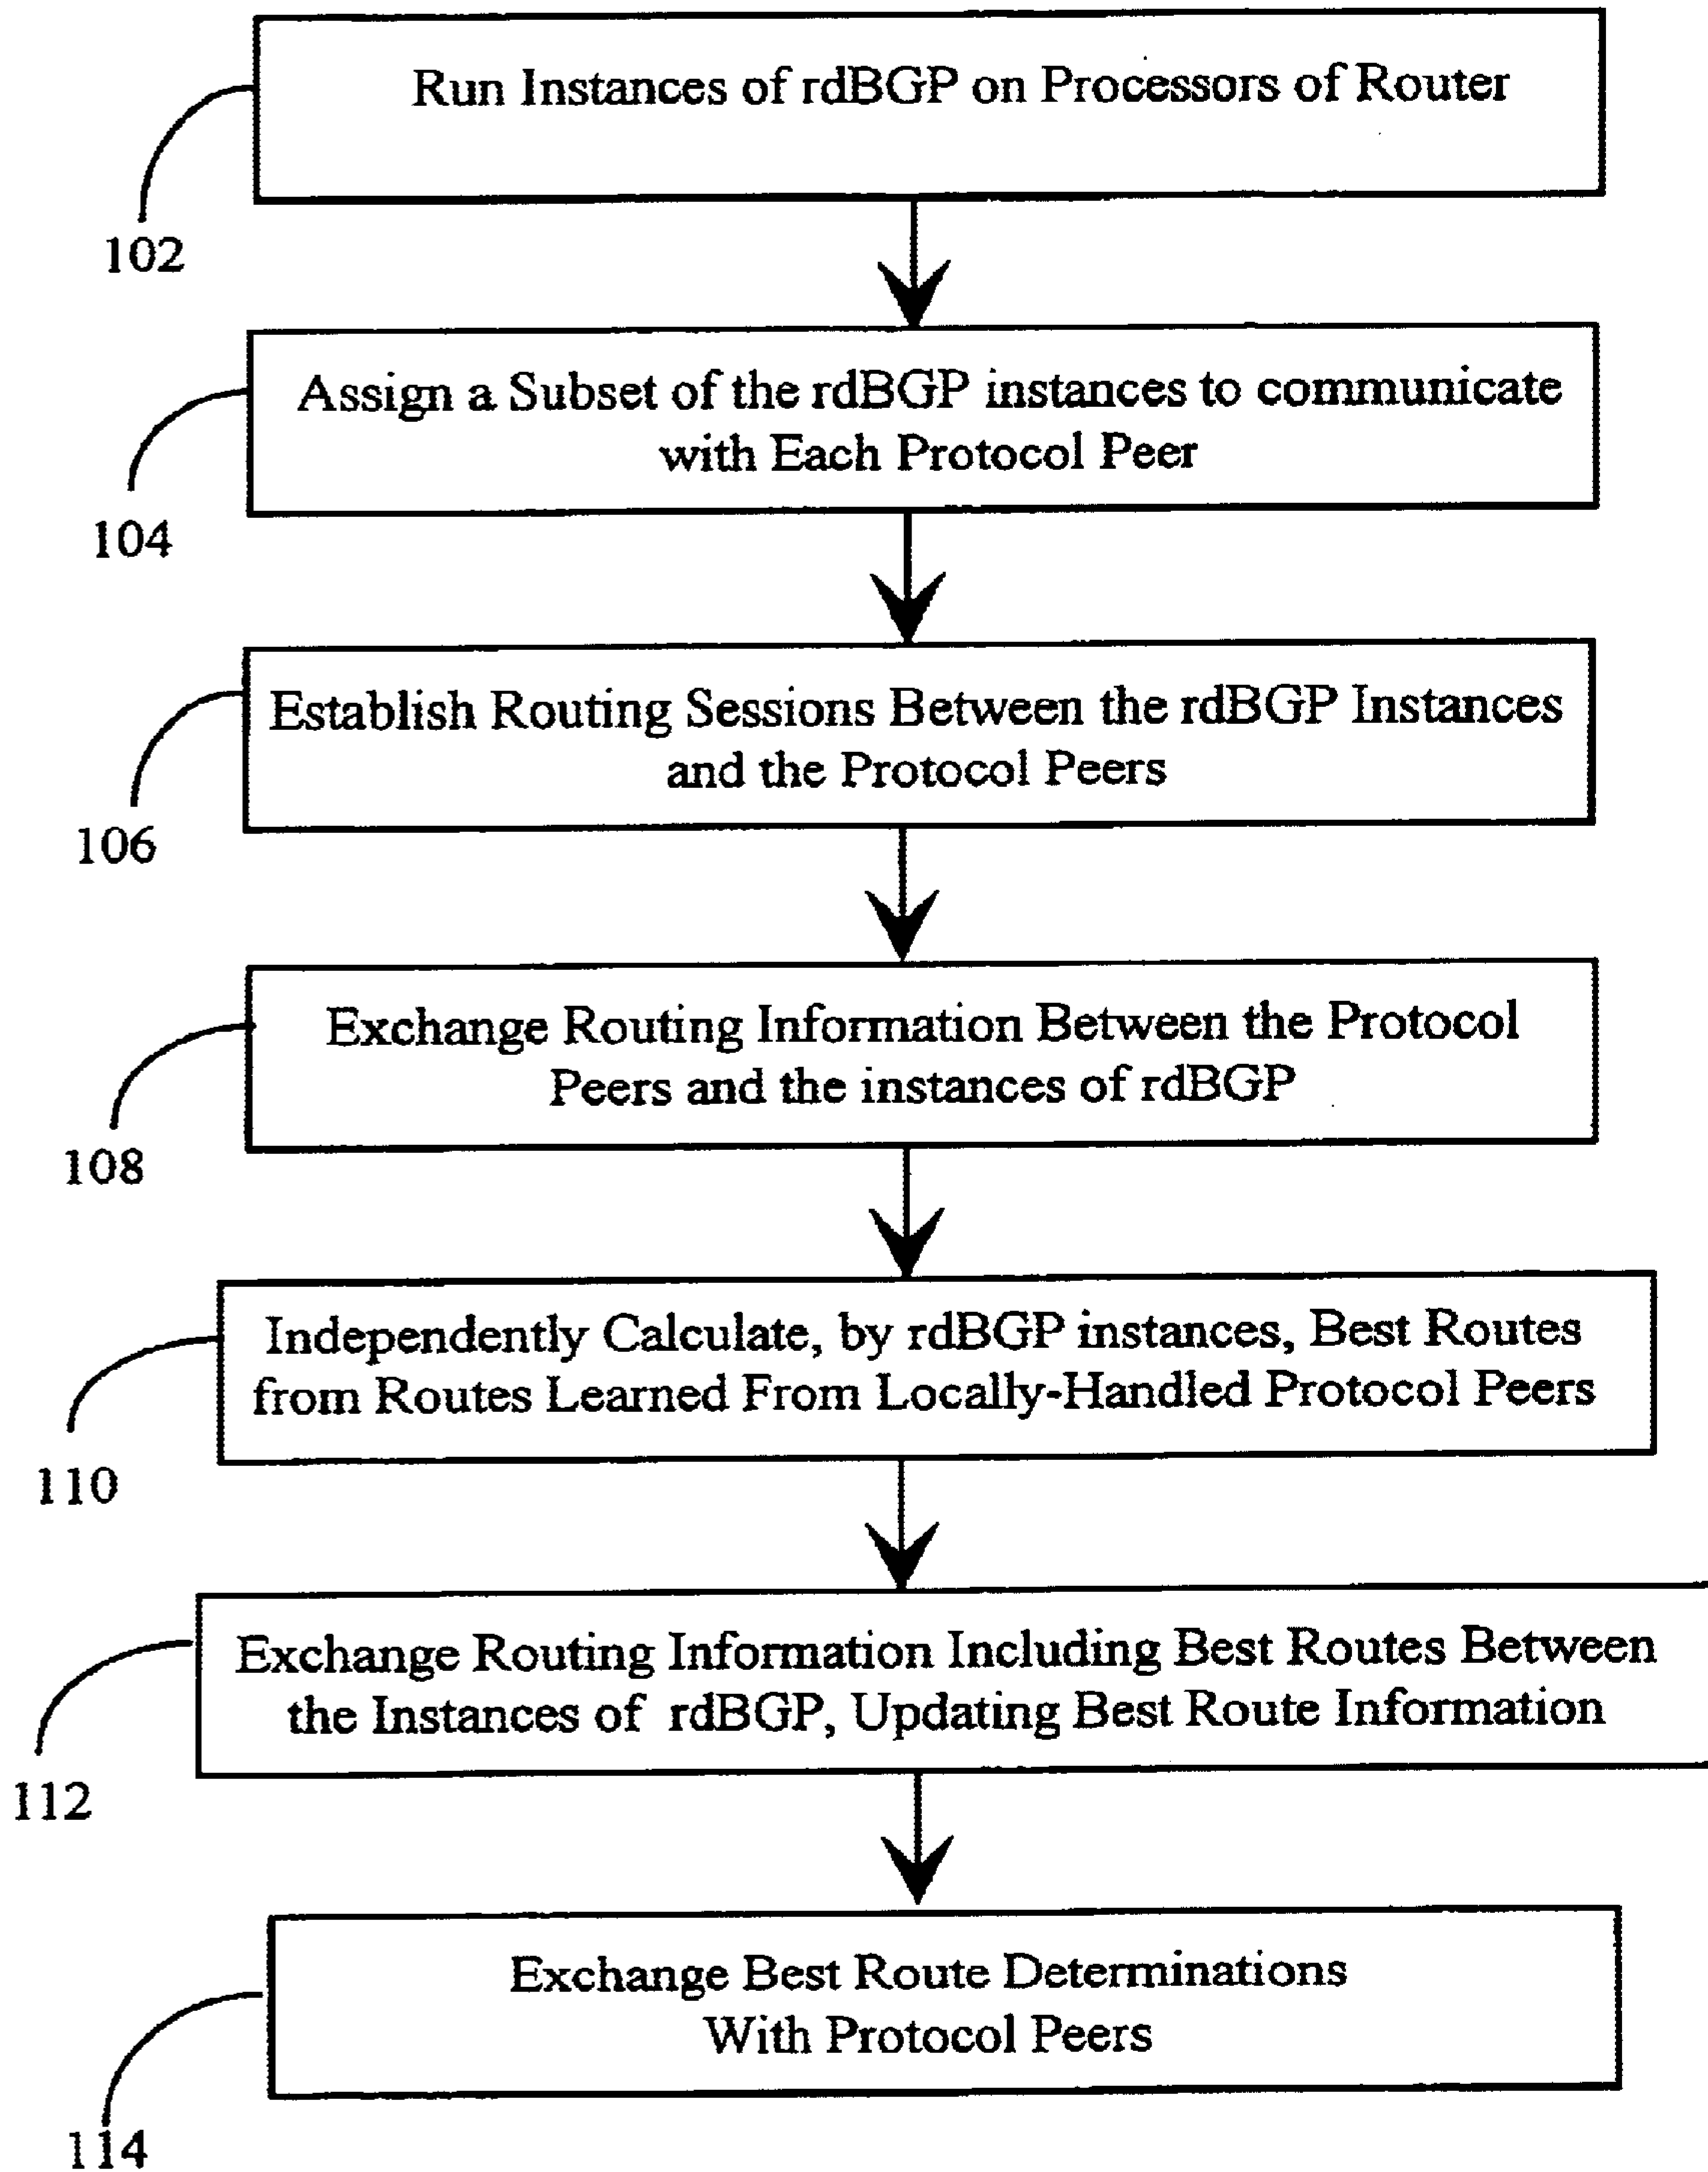 Run Instances of rdBGP on Processors of Router
102
Assign a Subset of the rdBGP instances to communicate
with Each Protocol Peer
104
Establish Routing Sessions Between the rdBGP Instances
and the Protocol Peers
106
Exchange Routing Information Between the Protocol
Peers and the instances of rdBGP
108
Independently Calculate, by rdBGP instances, Best Routes
from Routes Learned From Locally-Handled Protocol Peers
110
Exchange Routing Information Including Best Routes Between
the Instances of rdBGP, Updating Best Route Information
112
Exchange Best Route Determinations
With Protocol Peers
114